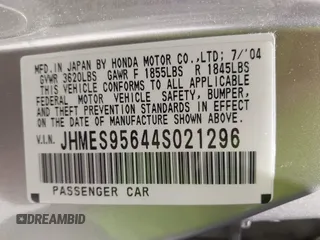 MFD.IN JAPAN BY HONDA MOTOR CO.,LTD; 7/'04
GVWR 3620LBS GAWR F 1855LBS R 1845LBS
THIS VEHICLE CONFORMS TO ALL APPLICABLE
FEDERAL MOTOR VEHICLE SAFETY, BUMPER,
AND THEFT PREVENTION STANDARDS IN EFFECT
ON THE DATE OF MANUFACTURE SHOWN ABOVE.
V.I.N. JHMES95644S021296
PASSENGER CAR
DREAMBID